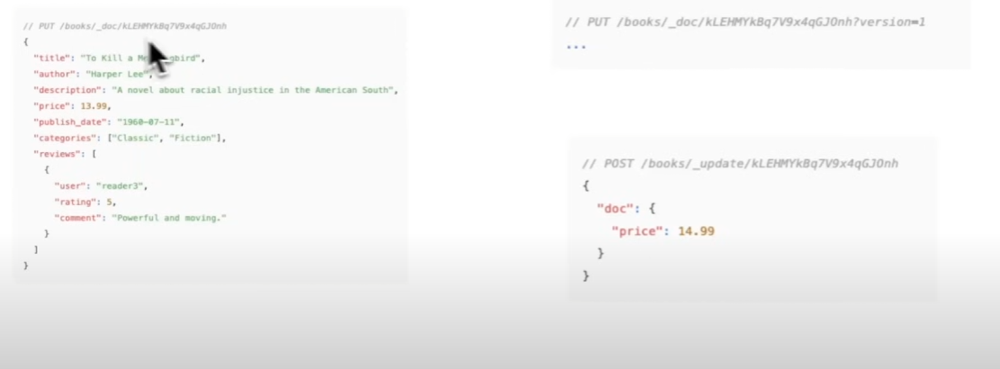 // PUT /books/_doc/kLEHMYkBq7V9x4qGJOnh
{
"title": "To Kill a M bird",
"author": "Harper Lee",
"description": "A novel about racial injustice in the American South",
"price": 13.99,
"publish_date": "1960-07-11",
"categories": ["Classic", "Fiction"],
"reviews": [
{
"user": "reader3",
"rating": 5,
"comment": "Powerful and moving."
}
]
}
// PUT /books/_doc/kLEHMYkBq7V9x4qGJOnh?version=1
...
// POST /books/_update/kLEHMYkBq7V9x4qGJOnh
{
"doc": {
"price": 14.99
}
}